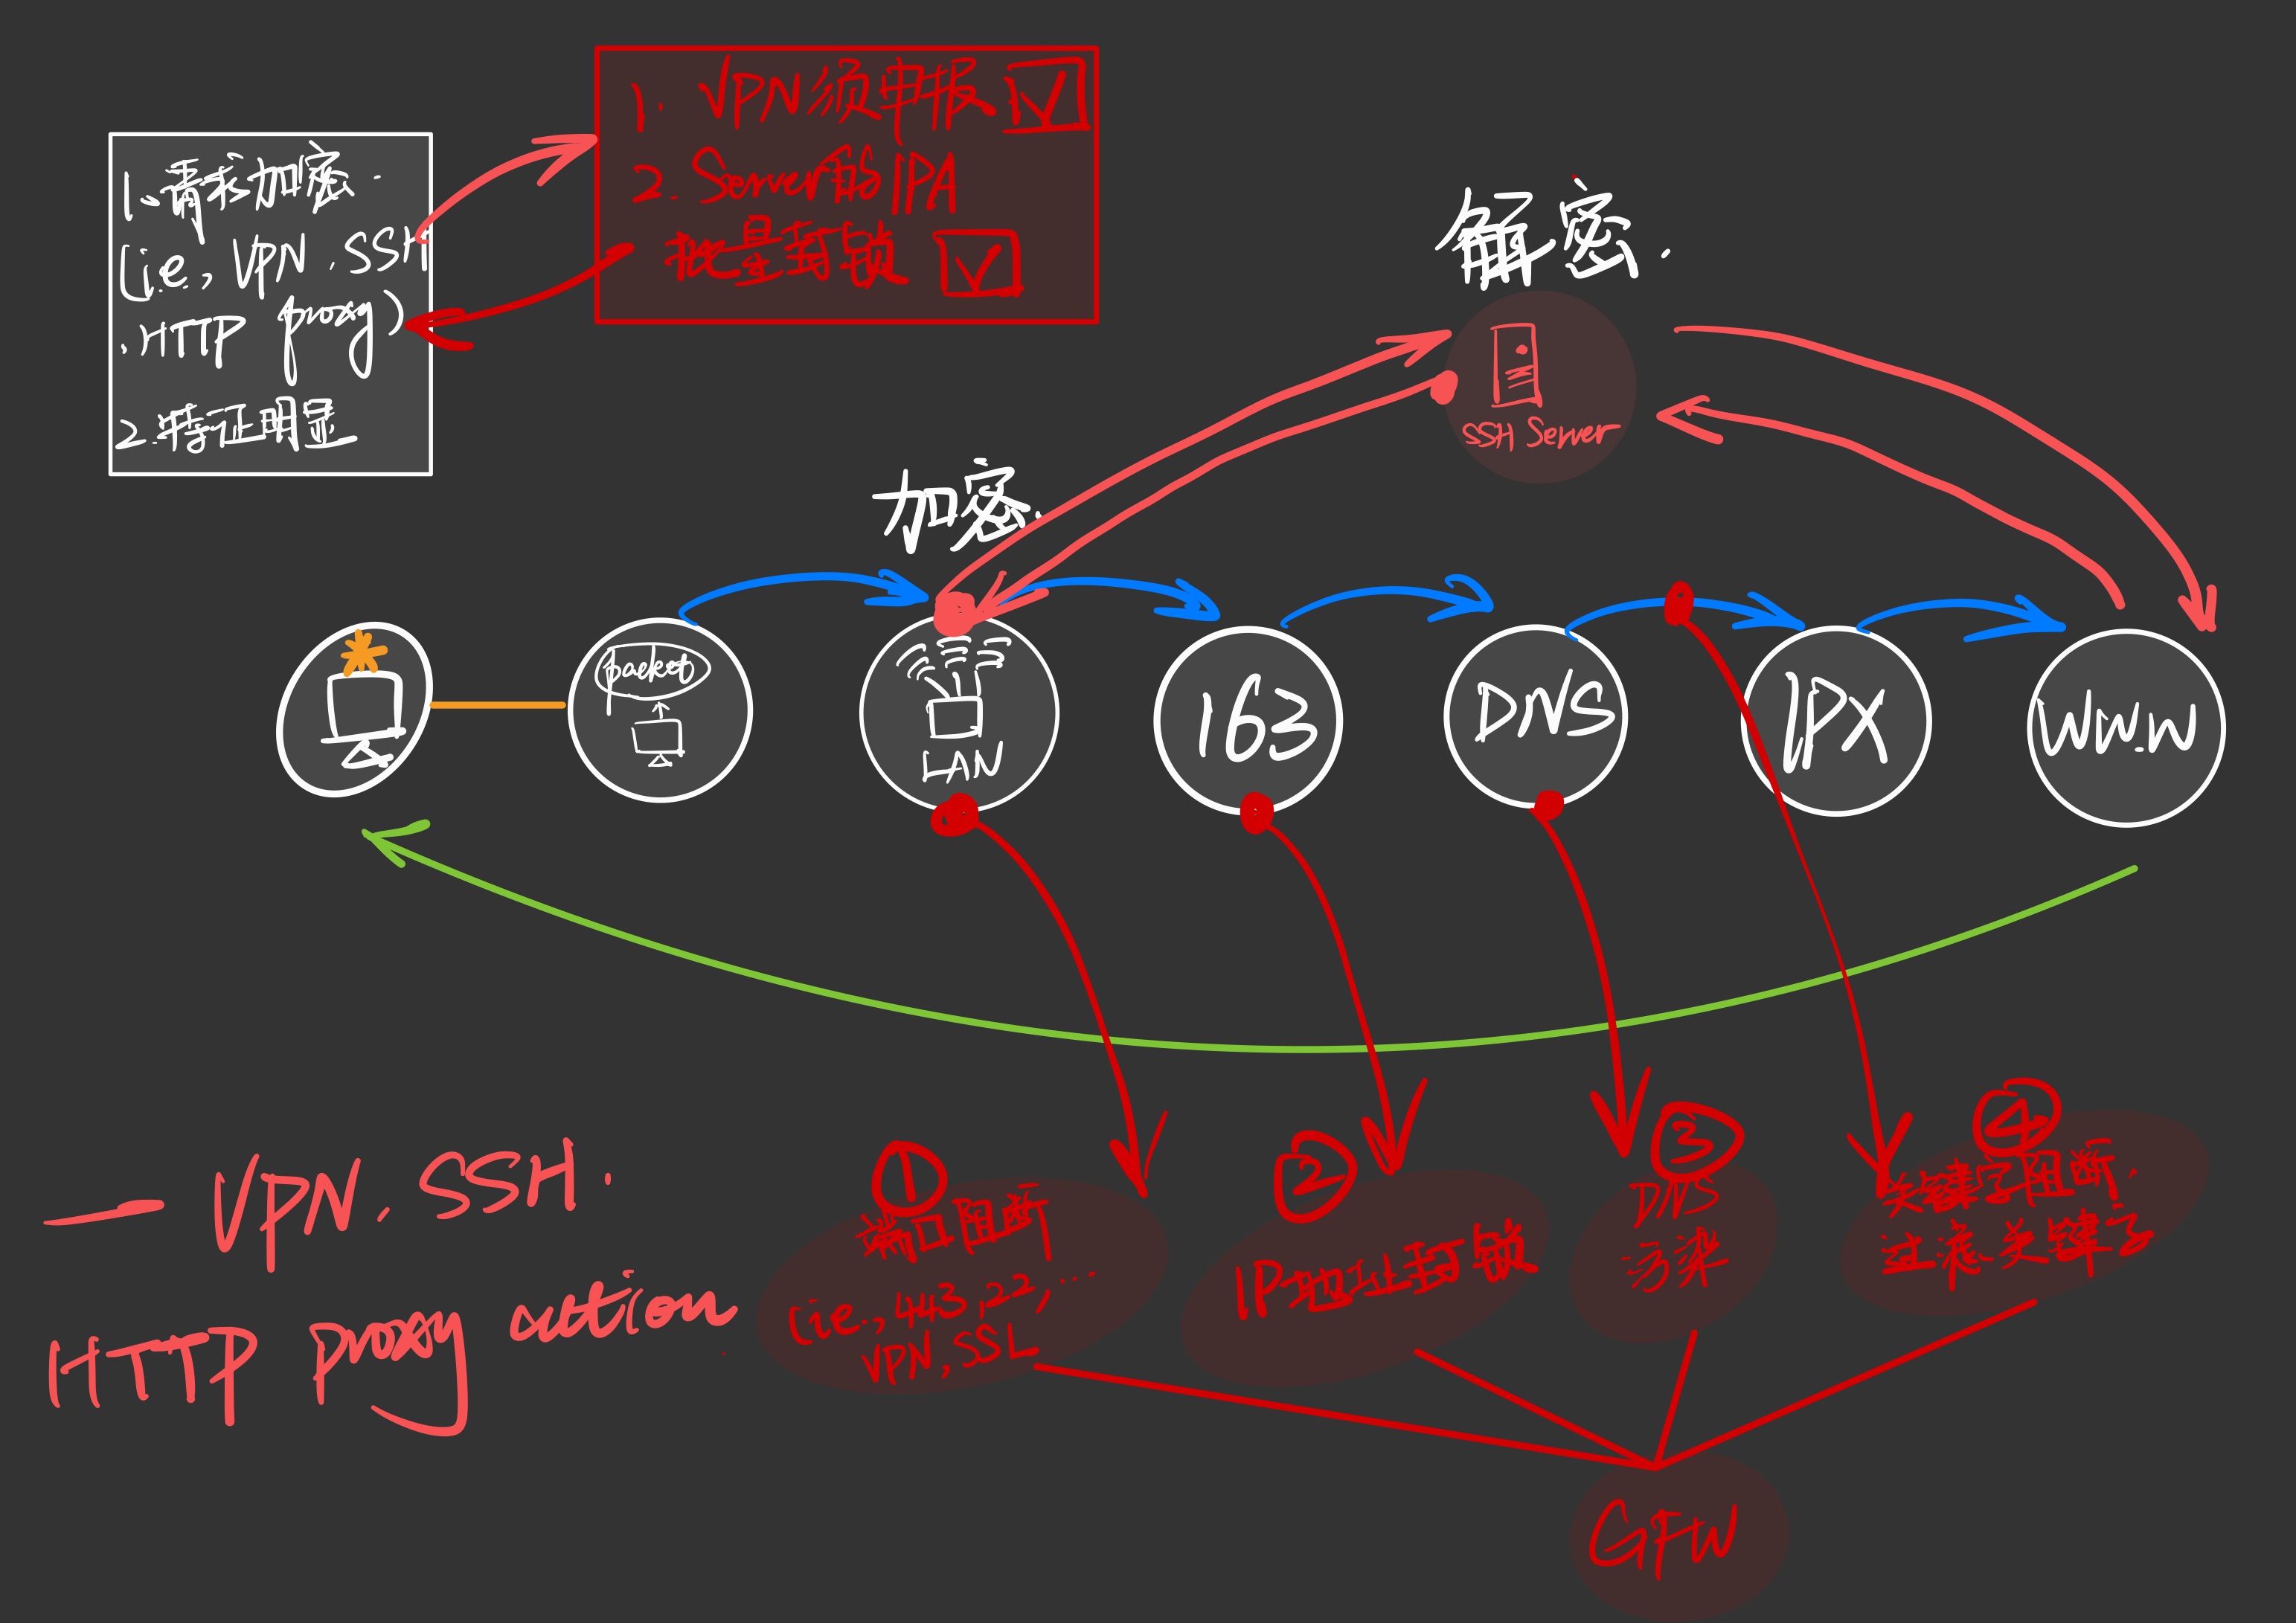 1. VPN须申报
2. Server解IPA
批量封锁
1.需求加密.
(i.e., VPN.SSH
.HTTP proxy)
2.特征明显
解密.
SSH Server
加密.
packet
LAN
163
DNS
IPX
WWW
— VPN. SSH.
HTTP proxy action.
①
端口阻断
(i.e., 443, 22, ...
VPN, SSL
②
IP地址封锁
③
DNS
污染
④
关键字阻断.
过滤关键字
GFW